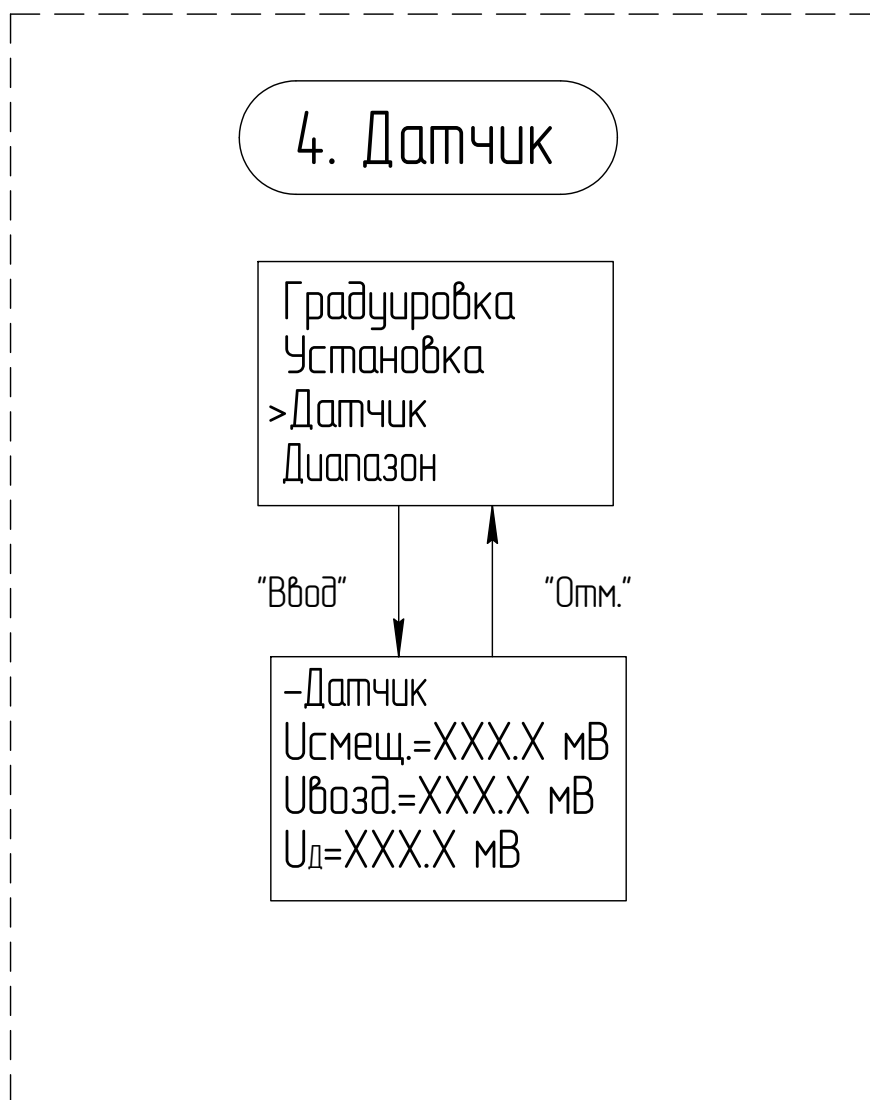 4. Датчик
Градуировка
Установка
>Датчик
Диапазон
"Ввод" "Отм."
-Датчик
Uсмещ.=XXX.X мВ
Uвозд.=XXX.X мВ
Uд=XXX.X мВ